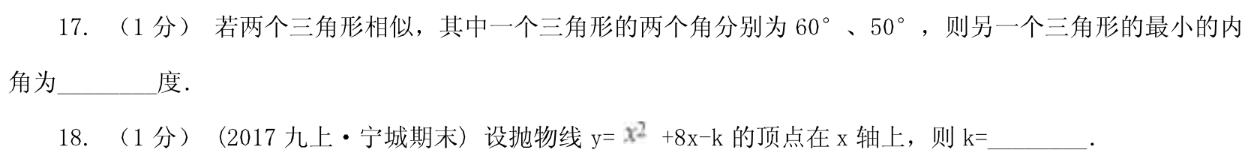 17. （1 分） 若两个三角形相似，其中一个三角形的两个角分别为 60° 、50° ，则另一个三角形的最小的内
角为________度．
18. （1 分） (2017 九上·宁城期末) 设抛物线 y= x² +8x-k 的顶点在 x 轴上，则 k=________．